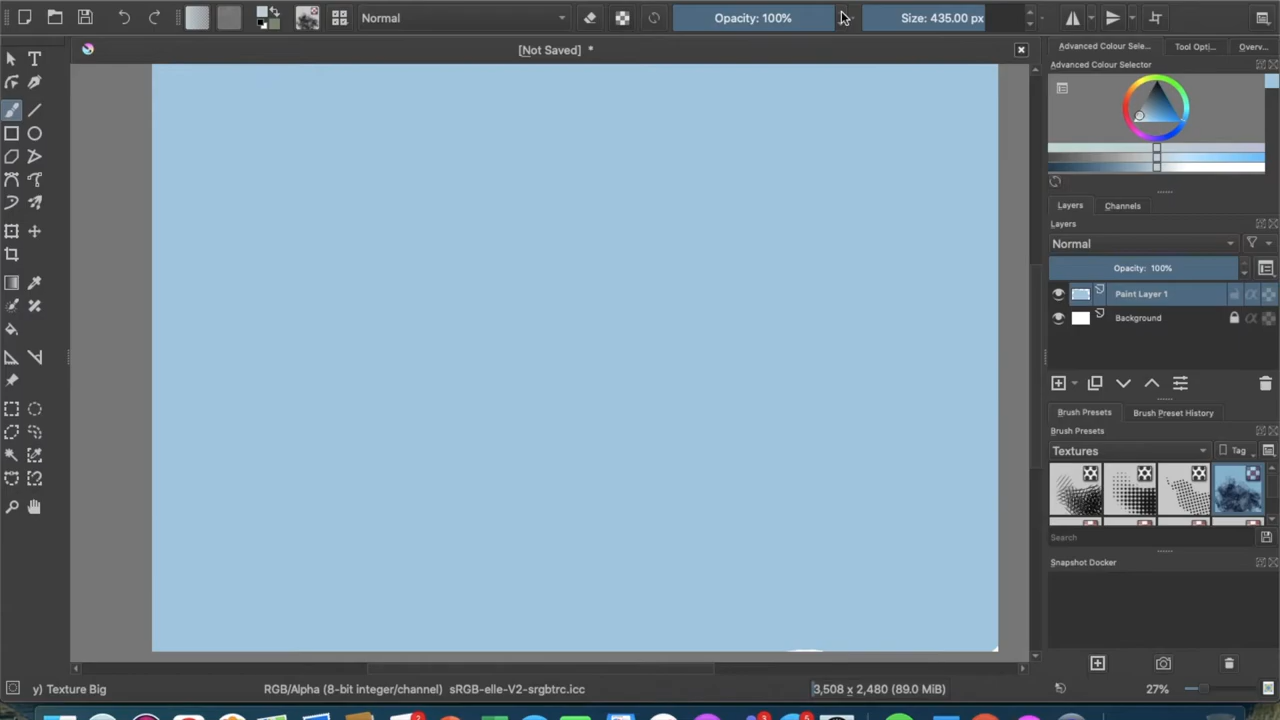 Normal
Opacity: 100%
Size: 435.00 px
[Not Saved] *
Advanced Colour Sele...
Tool Opti...
Overv...
Advanced Colour Selector
Layers
Channels
Layers
Normal
Opacity: 100%
Paint Layer 1
Background
Brush Presets
Brush Preset History
Brush Presets
Textures
Tag
Search
Snapshot Docker
y) Texture Big
RGB/Alpha (8-bit integer/channel) sRGB-elle-V2-srgbtrc.icc
3,508 x 2,480 (89.0 MiB)
27%